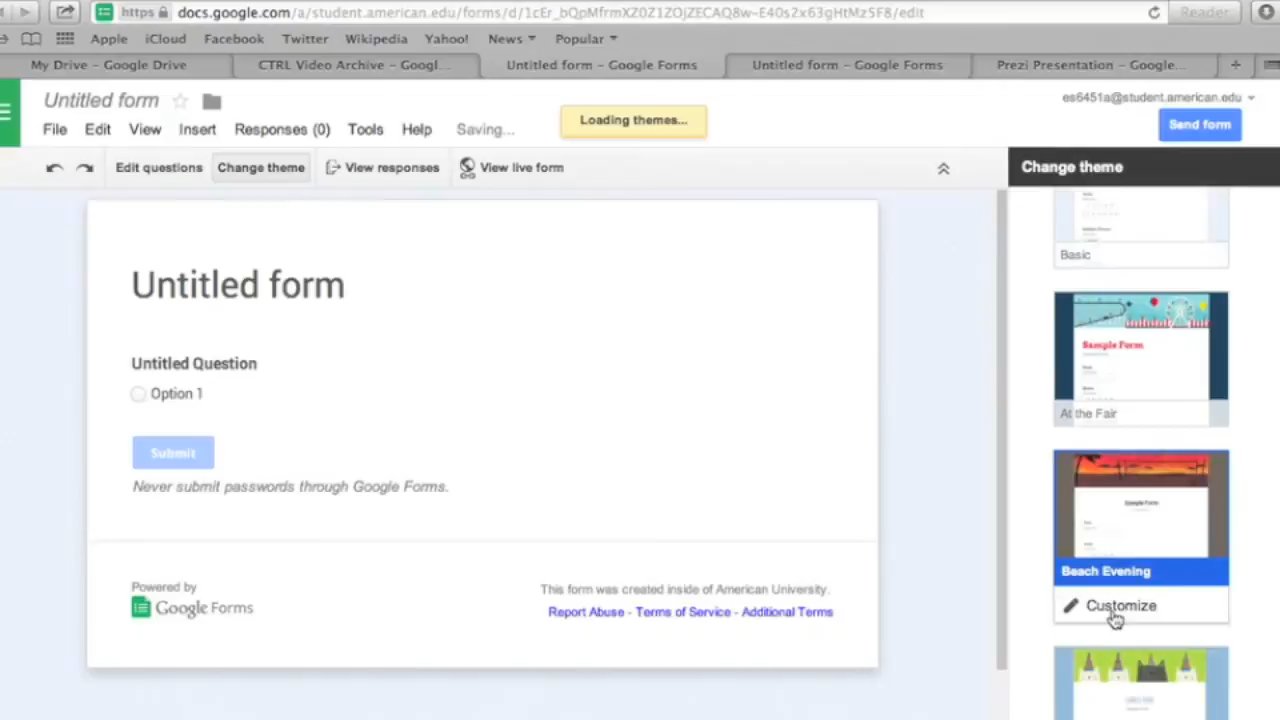 https docs.google.com/a/student.american.edu/forms/d/1cEr_bQpMfrmXZ0Z1ZOjZECAQ8w-E40s2x63gHtMz5F8/edit Reader
Apple iCloud Facebook Twitter Wikipedia Yahoo! News Popular
My Drive – Google Drive CTRL Video Archive – Googl... Untitled form – Google Forms Untitled form – Google Forms Prezi Presentation – Google... +
Untitled form es6451a@student.american.edu
Loading themes...
File Edit View Insert Responses (0) Tools Help Saving... Send form
Edit questions Change theme View responses View live form Change theme
Basic
Untitled form
Sample Form
Untitled Question
Option 1
At the Fair
Submit
Never submit passwords through Google Forms.
Sample Form
Beach Evening
Powered by This form was created inside of American University.
Google Forms Report Abuse - Terms of Service - Additional Terms
Customize